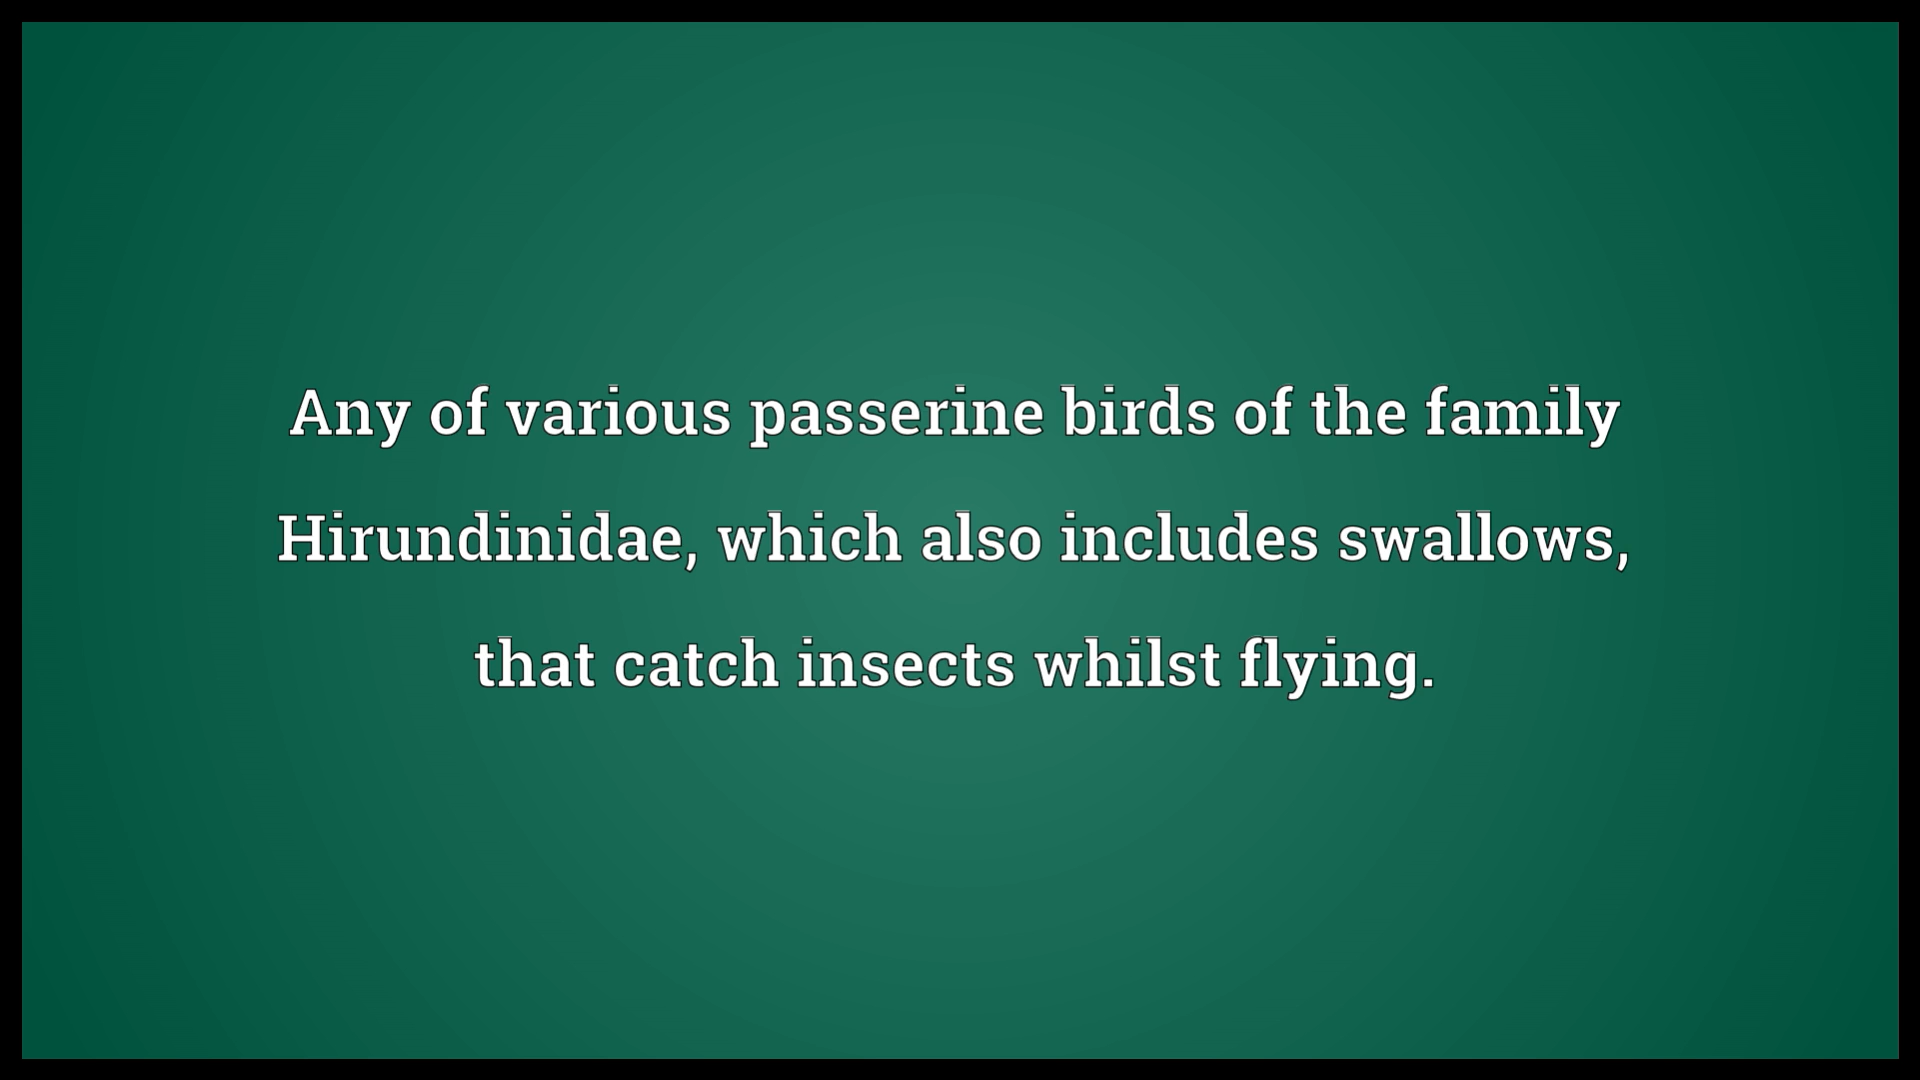 Any of various passerine birds of the family
Hirundinidae, which also includes swallows,
that catch insects whilst flying.